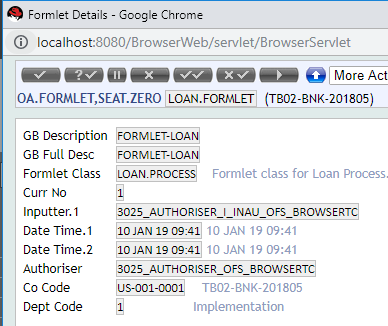 Formlet Details - Google Chrome
localhost:8080/BrowserWeb/servlet/BrowserServlet
More Act
OA.FORMLET,SEAT.ZERO LOAN.FORMLET (TB02-BNK-201805)
GB Description FORMLET-LOAN
GB Full Desc FORMLET-LOAN
Formlet Class LOAN.PROCESS Formlet class for Loan Process.
Curr No 1
Inputter.1 3025_AUTHORISER_I_INAU_OFS_BROWSERTC
Date Time.1 10 JAN 19 09:41 10 JAN 19 09:41
Date Time.2 10 JAN 19 09:41 10 JAN 19 09:41
Authoriser 3025_AUTHORISER_OFS_BROWSERTC
Co Code US-001-0001 TB02-BNK-201805
Dept Code 1 Implementation